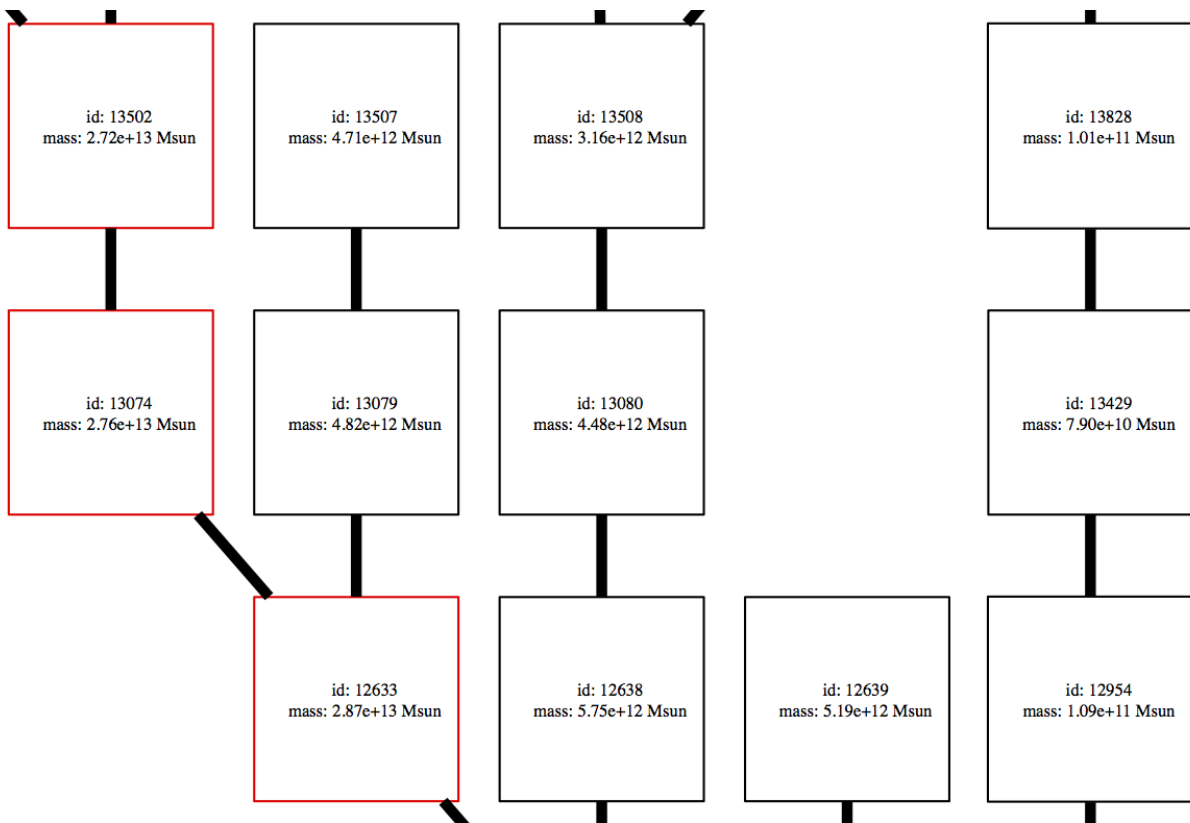 id: 13502
mass: 2.72e+13 Msun
id: 13507
mass: 4.71e+12 Msun
id: 13508
mass: 3.16e+12 Msun
id: 13828
mass: 1.01e+11 Msun
id: 13074
mass: 2.76e+13 Msun
id: 13079
mass: 4.82e+12 Msun
id: 13080
mass: 4.48e+12 Msun
id: 13429
mass: 7.90e+10 Msun
id: 12633
mass: 2.87e+13 Msun
id: 12638
mass: 5.75e+12 Msun
id: 12639
mass: 5.19e+12 Msun
id: 12954
mass: 1.09e+11 Msun